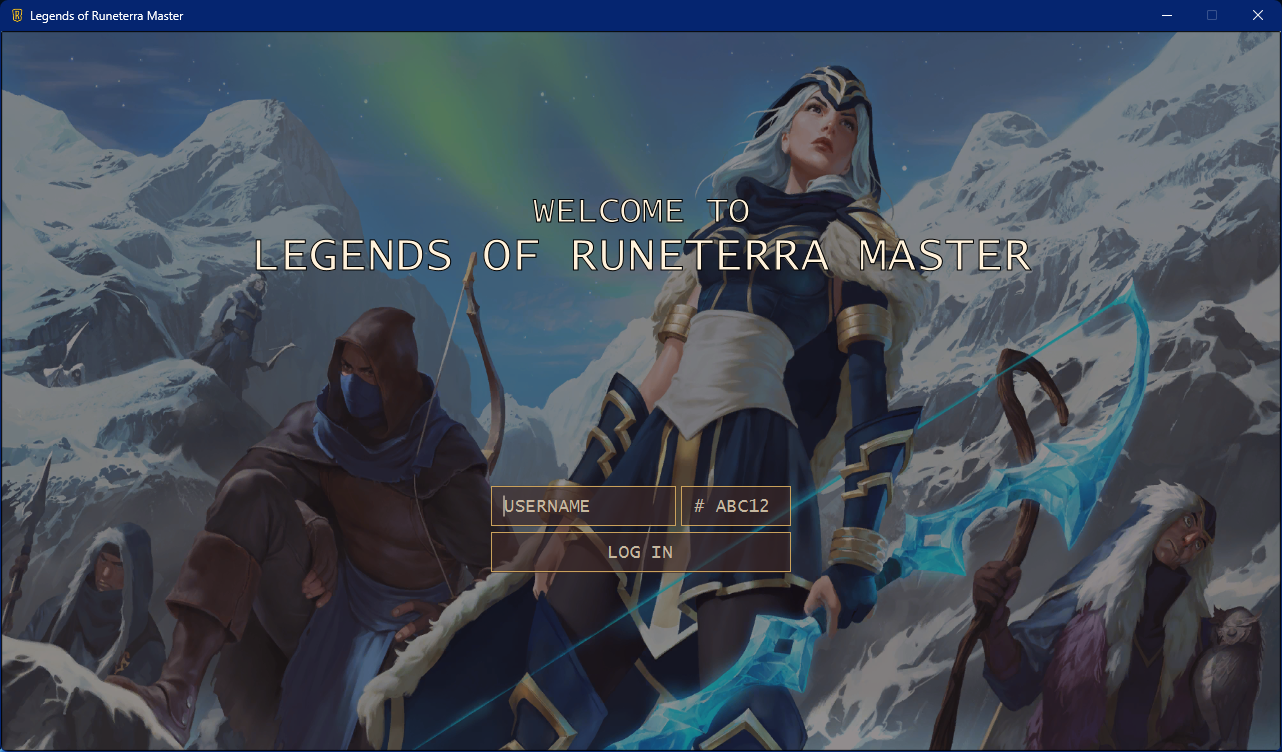 Legends of Runeterra Master
WELCOME TO
LEGENDS OF RUNETERRA MASTER
USERNAME # ABC12
LOG IN